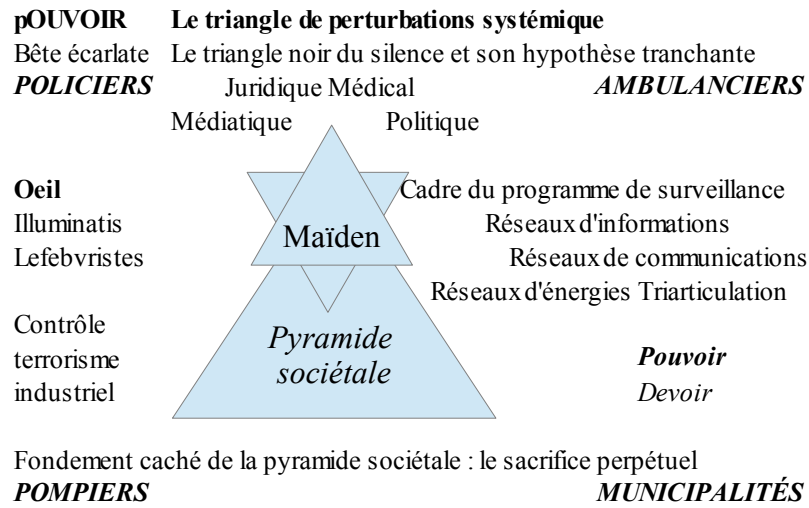 pOUVOIR Le triangle de perturbations systémique
Bête écarlate Le triangle noir du silence et son hypothèse tranchante
POLICIERS Juridique Médical AMBULANCIERS
Médiatique Politique
Oeil Cadre du programme de surveillance
Illuminatis Réseaux d'informations
Maïden
Lefebvristes Réseaux de communications
Réseaux d'énergies Triarticulation
Contrôle
Pyramide
terrorisme Pouvoir
sociétale
industriel Devoir
Fondement caché de la pyramide sociétale : le sacrifice perpétuel
POMPIERS MUNICIPALITÉS